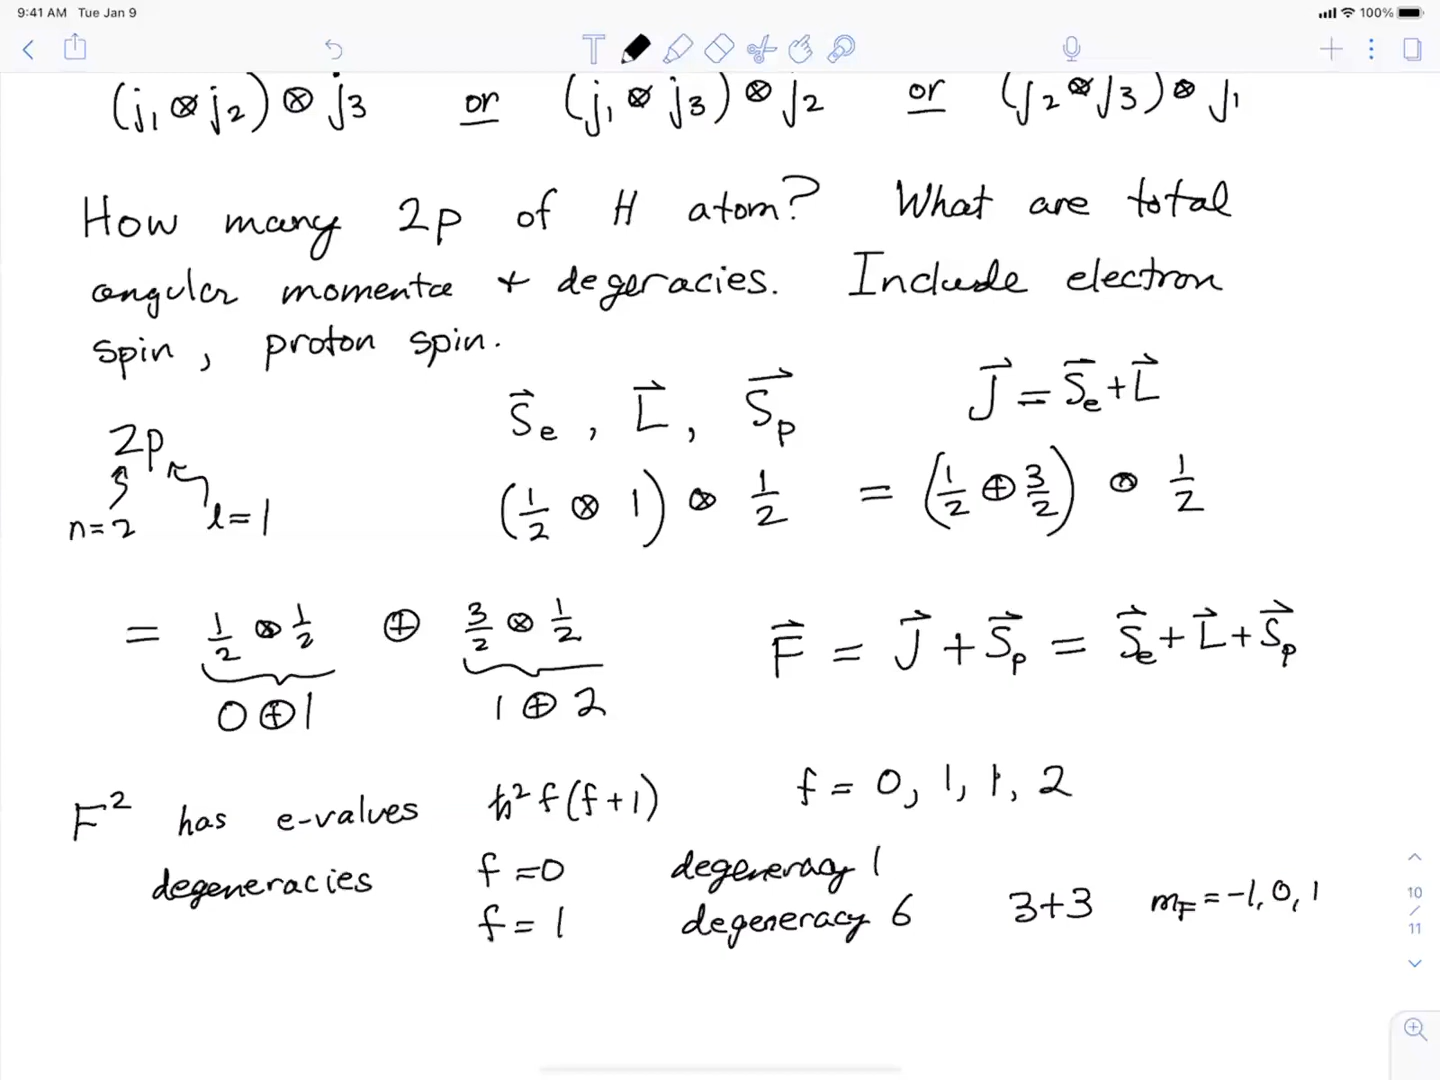 9:41 AM Tue Jan 9 100%
(j₁ ⊗ j₂) ⊗ j₃ or (j₁ ⊗ j₃) ⊗ j₂ or (j₂ ⊗ j₃) ⊗ j₁
How many 2p of H atom? What are total
angular momenta + degeracies. Include electron
spin, proton spin.
S⃗ₑ, L⃗, S⃗ₚ J⃗ = S⃗ₑ + L⃗
2p
n=2 l=1
(1/2 ⊗ 1) ⊗ 1/2 = (1/2 ⊕ 3/2) ⊗ 1/2
= 1/2 ⊗ 1/2 ⊕ 3/2 ⊗ 1/2 F⃗ = J⃗ + S⃗ₚ = S⃗ₑ + L⃗ + S⃗ₚ
0 ⊕ 1 1 ⊕ 2
F² has e-values ħ² f(f+1) f = 0, 1, 1, 2
degeneracies f = 0 degeneracy 1
f = 1 degeneracy 6 3+3 m_F = -1, 0, 1
10
/
11